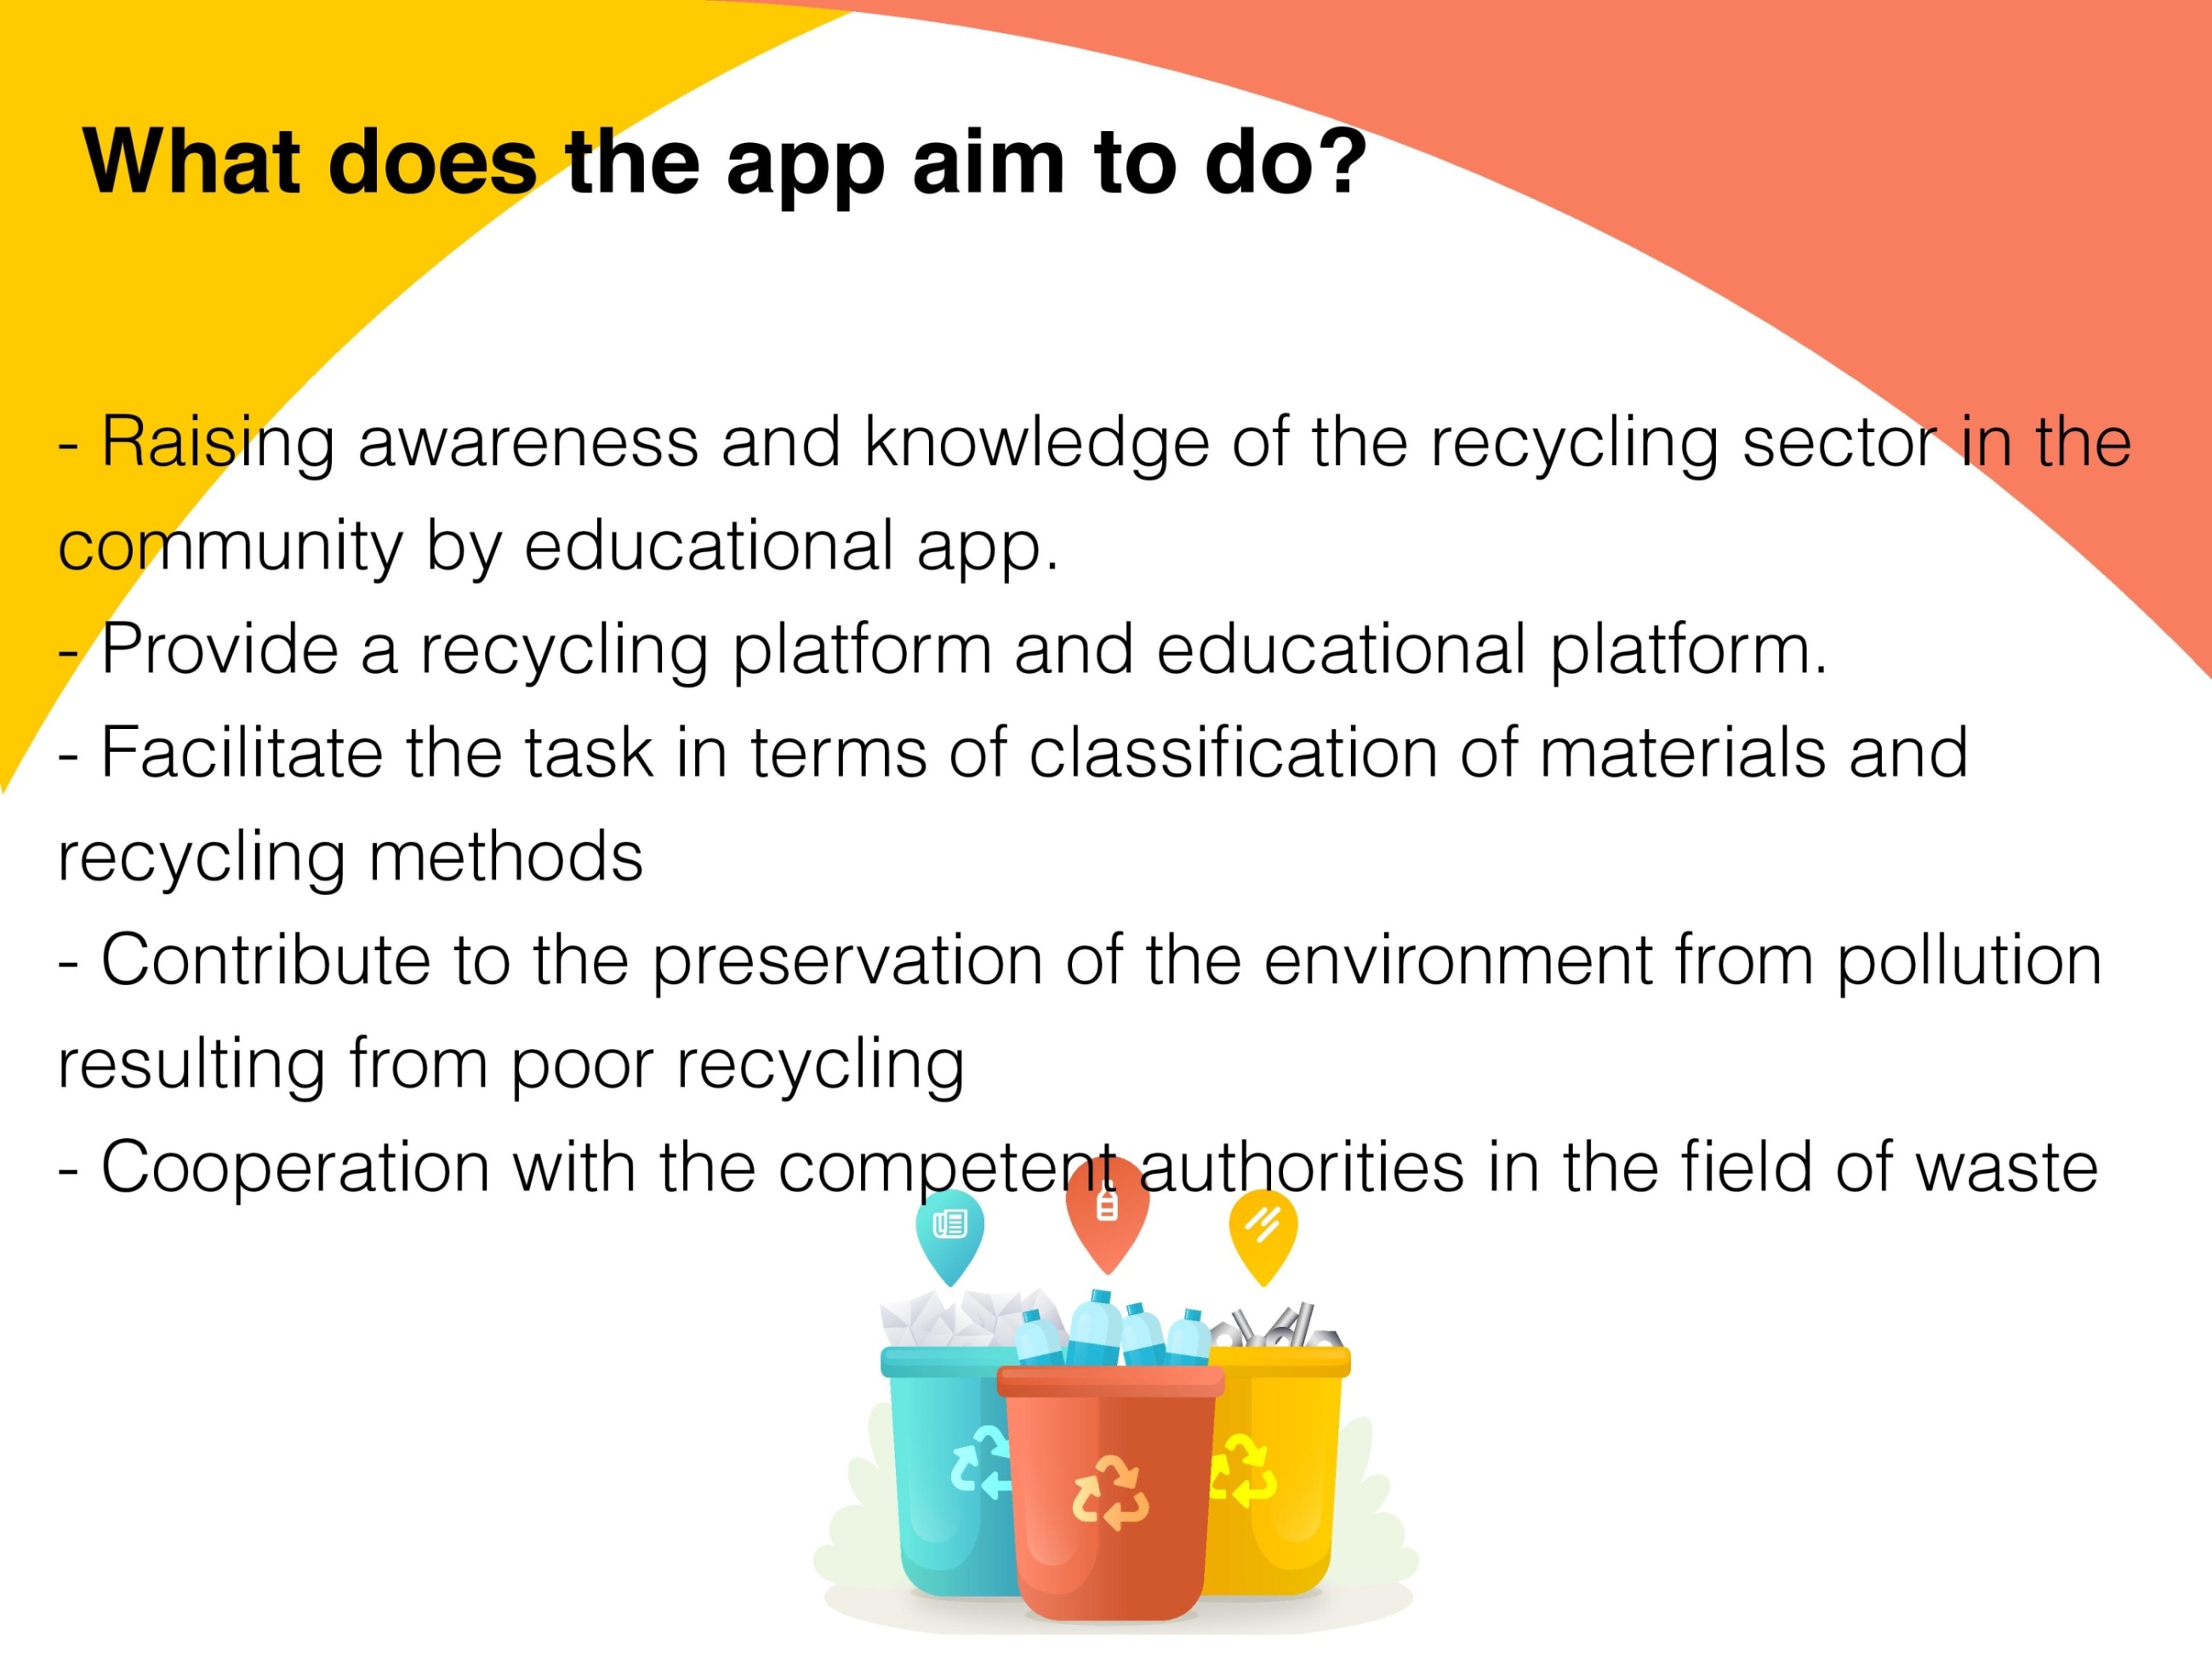 What does the app aim to do?
- Raising awareness and knowledge of the recycling sector in the
community by educational app.
- Provide a recycling platform and educational platform.
- Facilitate the task in terms of classification of materials and
recycling methods
- Contribute to the preservation of the environment from pollution
resulting from poor recycling
- Cooperation with the competent authorities in the field of waste